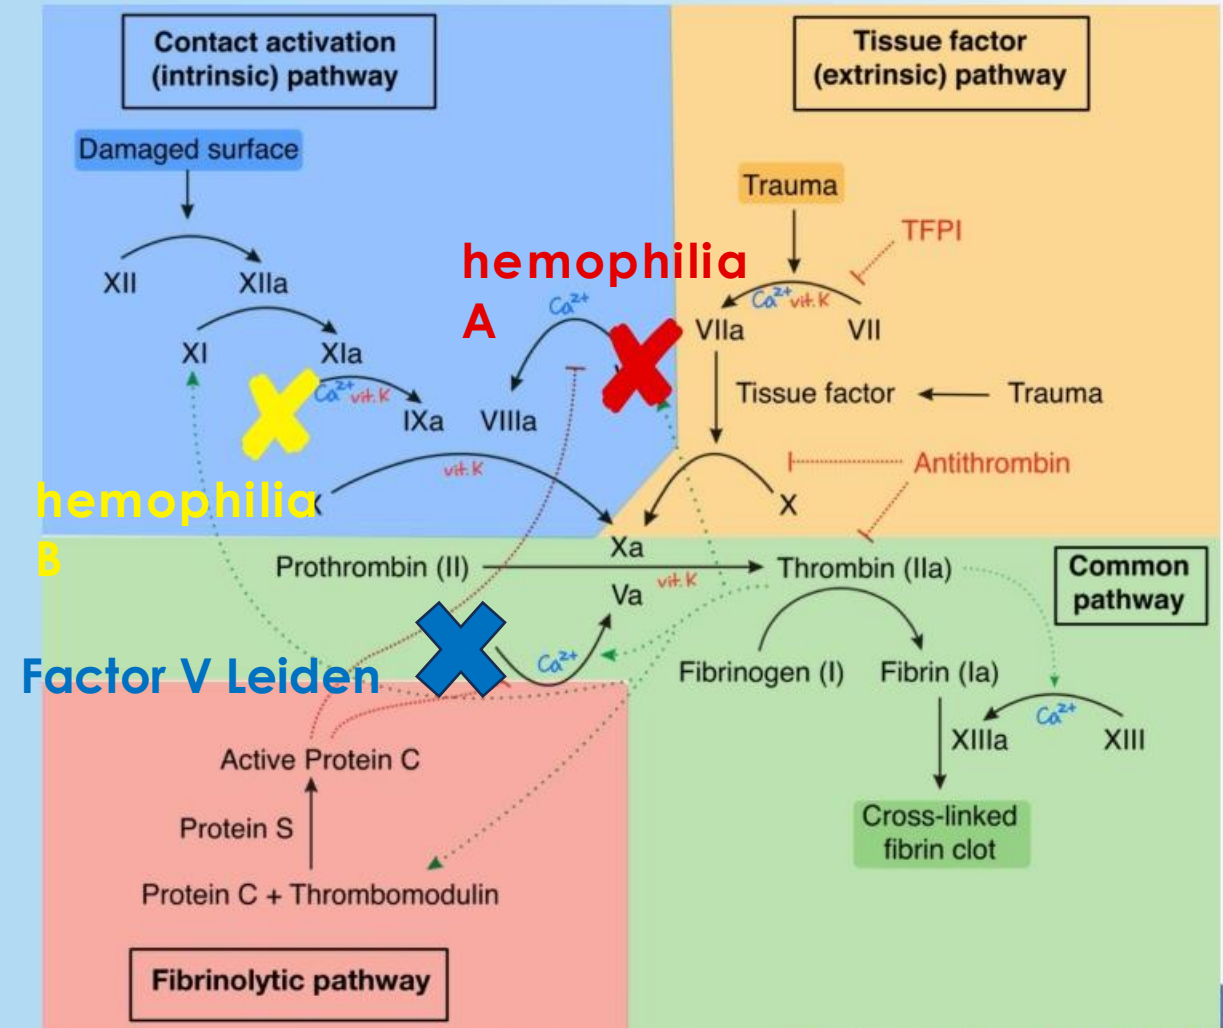 Contact activation
(intrinsic) pathway
Tissue factor
(extrinsic) pathway
Damaged surface
Trauma
TFPI
XII
XIIa
hemophilia
A
Ca²⁺
Ca²⁺ vit. K
VIIa
VII
XI
XIa
Ca²⁺ vit. K
IXa
VIIIa
Tissue factor
Trauma
vit. K
Antithrombin
hemophilia
B
X
X
Xa
Prothrombin (II)
Thrombin (IIa)
vit. K
Va
Common
pathway
Factor V Leiden
Ca²⁺
Fibrinogen (I)
Fibrin (Ia)
Ca²⁺
XIIIa
XIII
Active Protein C
Protein S
Protein C + Thrombomodulin
Cross-linked
fibrin clot
Fibrinolytic pathway